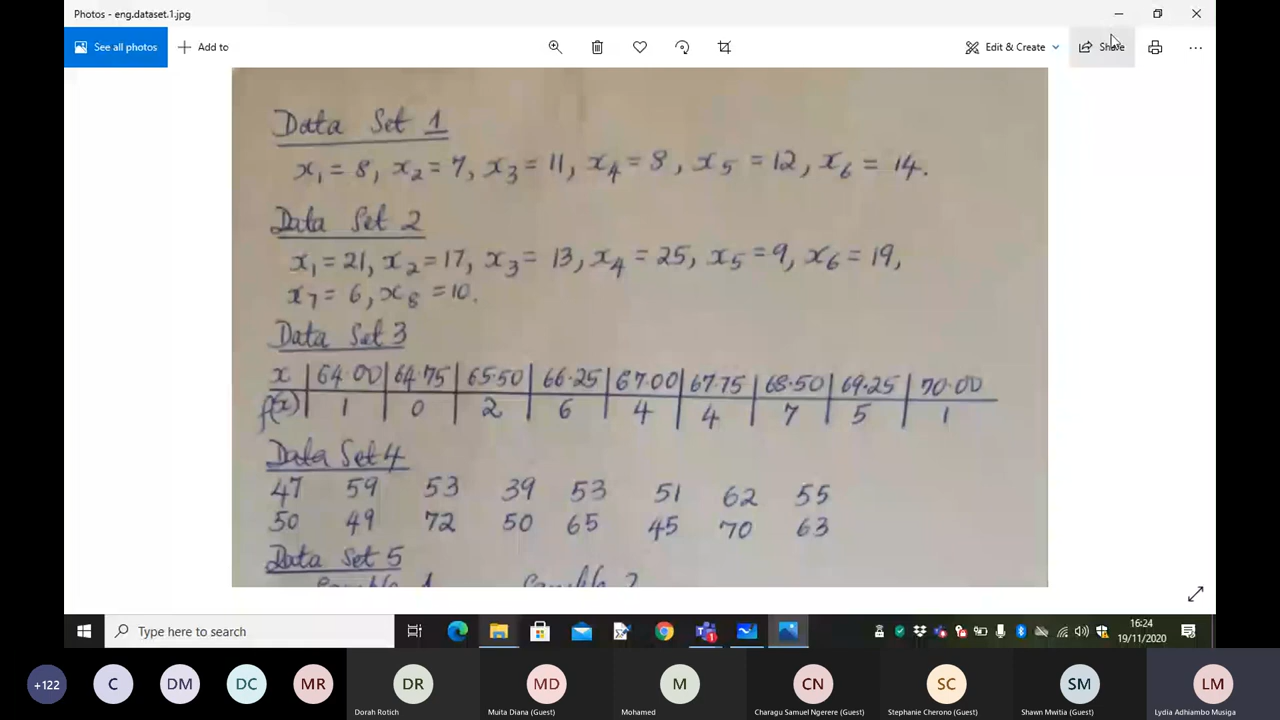 Photos - eng.dataset.1.jpg
See all photos
Add to
Edit & Create
Share
Data Set 1
x₁ = 8, x₂ = 7, x₃ = 11, x₄ = 8, x₅ = 12, x₆ = 14.
Data Set 2
x₁ = 21, x₂ = 17, x₃ = 13, x₄ = 25, x₅ = 9, x₆ = 19,
x₇ = 6, x₈ = 10.
Data Set 3
x 64.00 64.75 65.50 66.25 67.00 67.75 68.50 69.25 70.00
f(x) 1 0 2 6 4 4 7 5 1
Data Set 4
47 59 53 39 53 51 62 55
50 49 72 50 65 45 70 63
Data Set 5
Sample 1 Sample 2
Type here to search
16:24
19/11/2020
+122 C DM DC MR DR MD M CN SC SM LM
Dorah Rotich Muita Diana (Guest) Mohamed Charagu Samuel Ngerere (Guest) Stephanie Cherono (Guest) Shawn Mwitia (Guest) Lydia Adhiambo Musiga